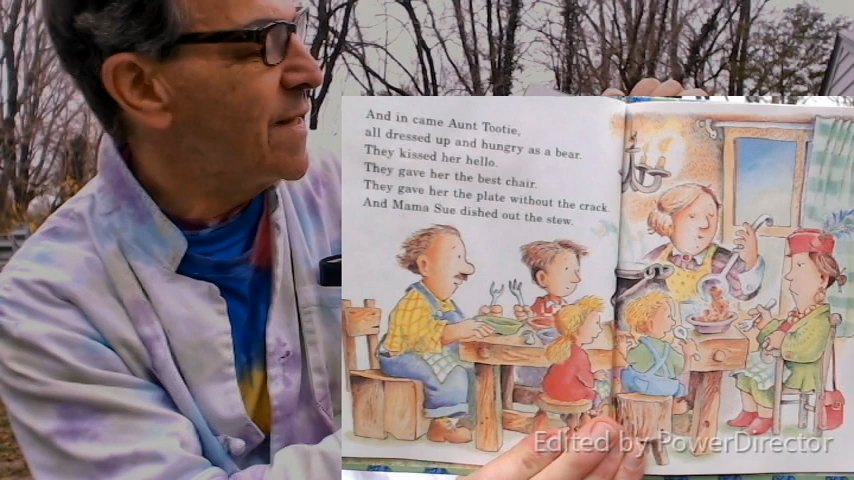 And in came Aunt Tootie,
all dressed up and hungry as a bear.
They kissed her hello.
They gave her the best chair.
They gave her the plate without the crack.
And Mama Sue dished out the stew.
Edited by PowerDirector